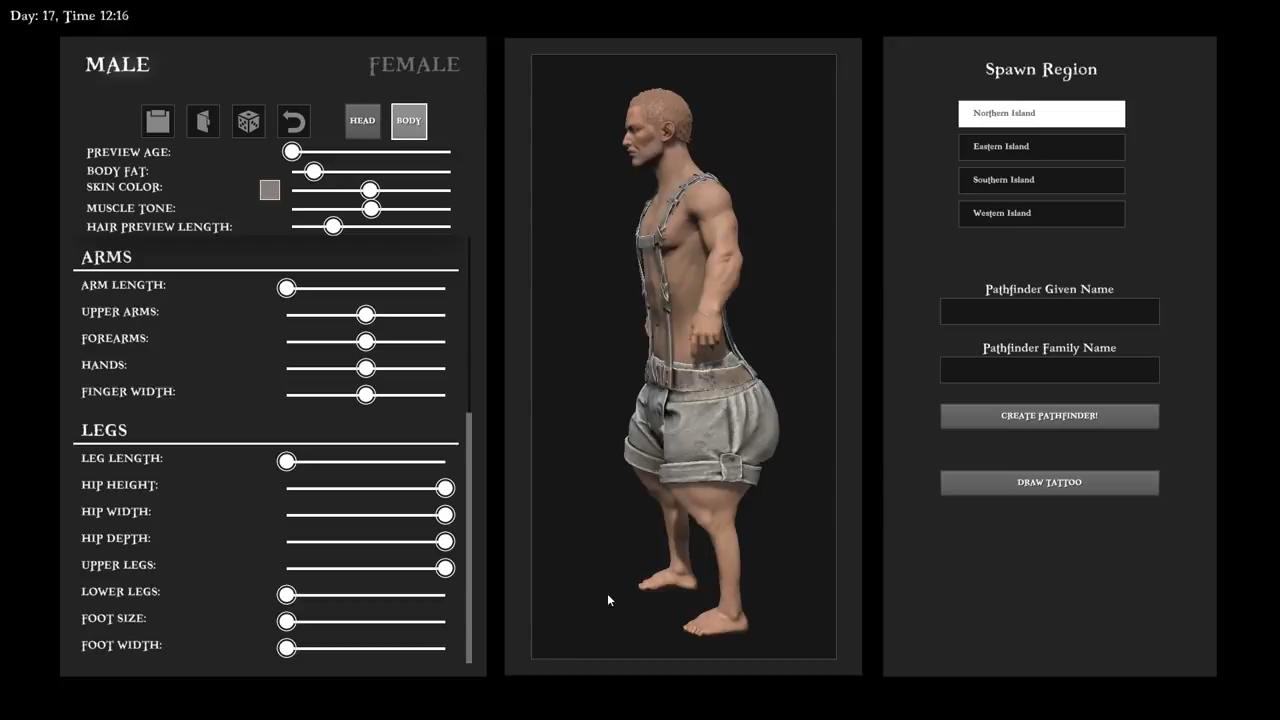 Day: 17, Time 12:16
MALE
FEMALE
HEAD
BODY
PREVIEW AGE:
BODY FAT:
SKIN COLOR:
MUSCLE TONE:
HAIR PREVIEW LENGTH:
ARMS
ARM LENGTH:
UPPER ARMS:
FOREARMS:
HANDS:
FINGER WIDTH:
LEGS
LEG LENGTH:
HIP HEIGHT:
HIP WIDTH:
HIP DEPTH:
UPPER LEGS:
LOWER LEGS:
FOOT SIZE:
FOOT WIDTH:
Spawn Region
Northern Island
Eastern Island
Southern Island
Western Island
Pathfinder Given Name
Pathfinder Family Name
CREATE PATHFINDER!
DRAW TATTOO